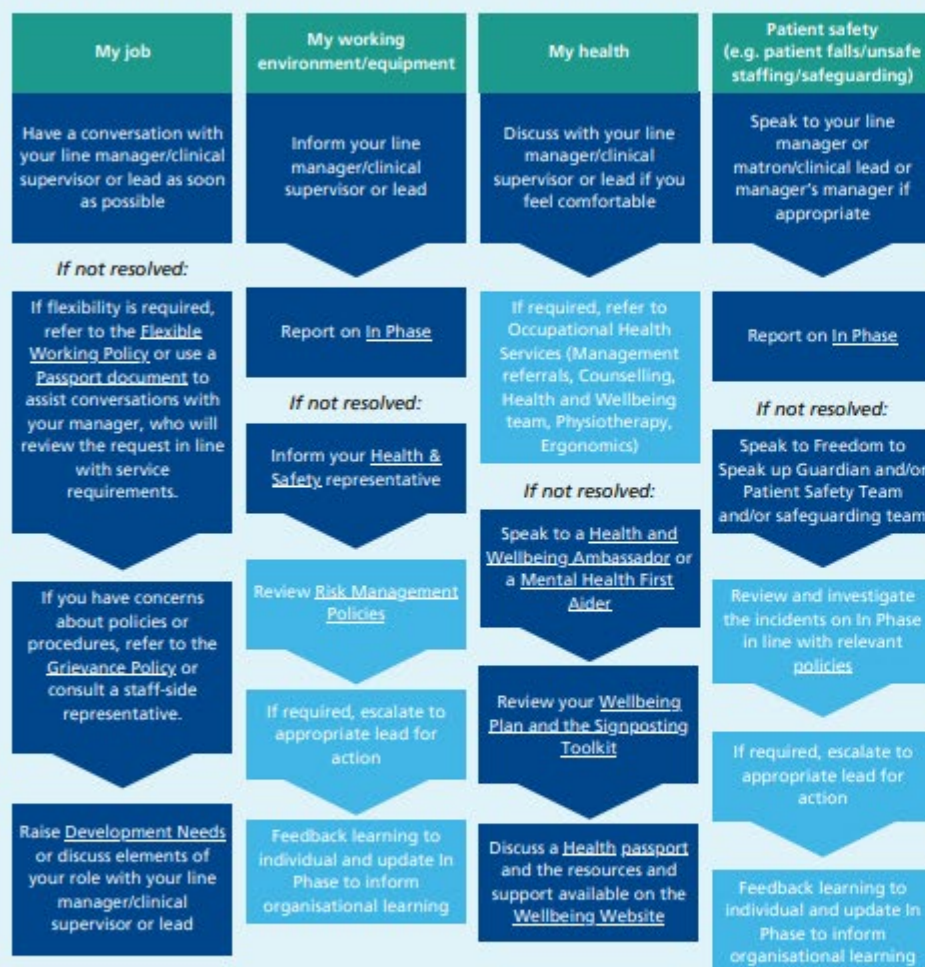 My job
Have a conversation with
your line manager/clinical
supervisor or lead as soon
as possible
If not resolved:
If flexibility is required,
refer to the Flexible
Working Policy or use a
Passport document to
assist conversations with
your manager, who will
review the request in line
with service
requirements.
If you have concerns
about policies or
procedures, refer to the
Grievance Policy or
consult a staff-side
representative.
Raise Development Needs
or discuss elements of
your role with your line
manager/clinical
supervisor or lead
My working
environment/equipment
Inform your line
manager/clinical
supervisor or lead
Report on In Phase
If not resolved:
Inform your Health &
Safety representative
Review Risk Management
Policies
If required, escalate to
appropriate lead for
action
Feedback learning to
individual and update In
Phase to inform
organisational learning
My health
Discuss with your line
manager/clinical
supervisor or lead if you
feel comfortable
If required, refer to
Occupational Health
Services (Management
referrals, Counselling,
Health and Wellbeing
team, Physiotherapy,
Ergonomics)
If not resolved:
Speak to a Health and
Wellbeing Ambassador or
a Mental Health First
Aider
Review your Wellbeing
Plan and the Signposting
Toolkit
Discuss a Health passport
and the resources and
support available on the
Wellbeing Website
Patient safety
(e.g. patient falls/unsafe
staffing/safeguarding)
Speak to your line
manager or
matron/clinical lead or
manager's manager if
appropriate
Report on In Phase
If not resolved:
Speak to Freedom to
Speak up Guardian and/or
Patient Safety Team
and/or safeguarding team
Review and investigate
the incidents on In Phase
in line with relevant
policies
If required, escalate to
appropriate lead for
action
Feedback learning to
individual and update In
Phase to inform
organisational learning